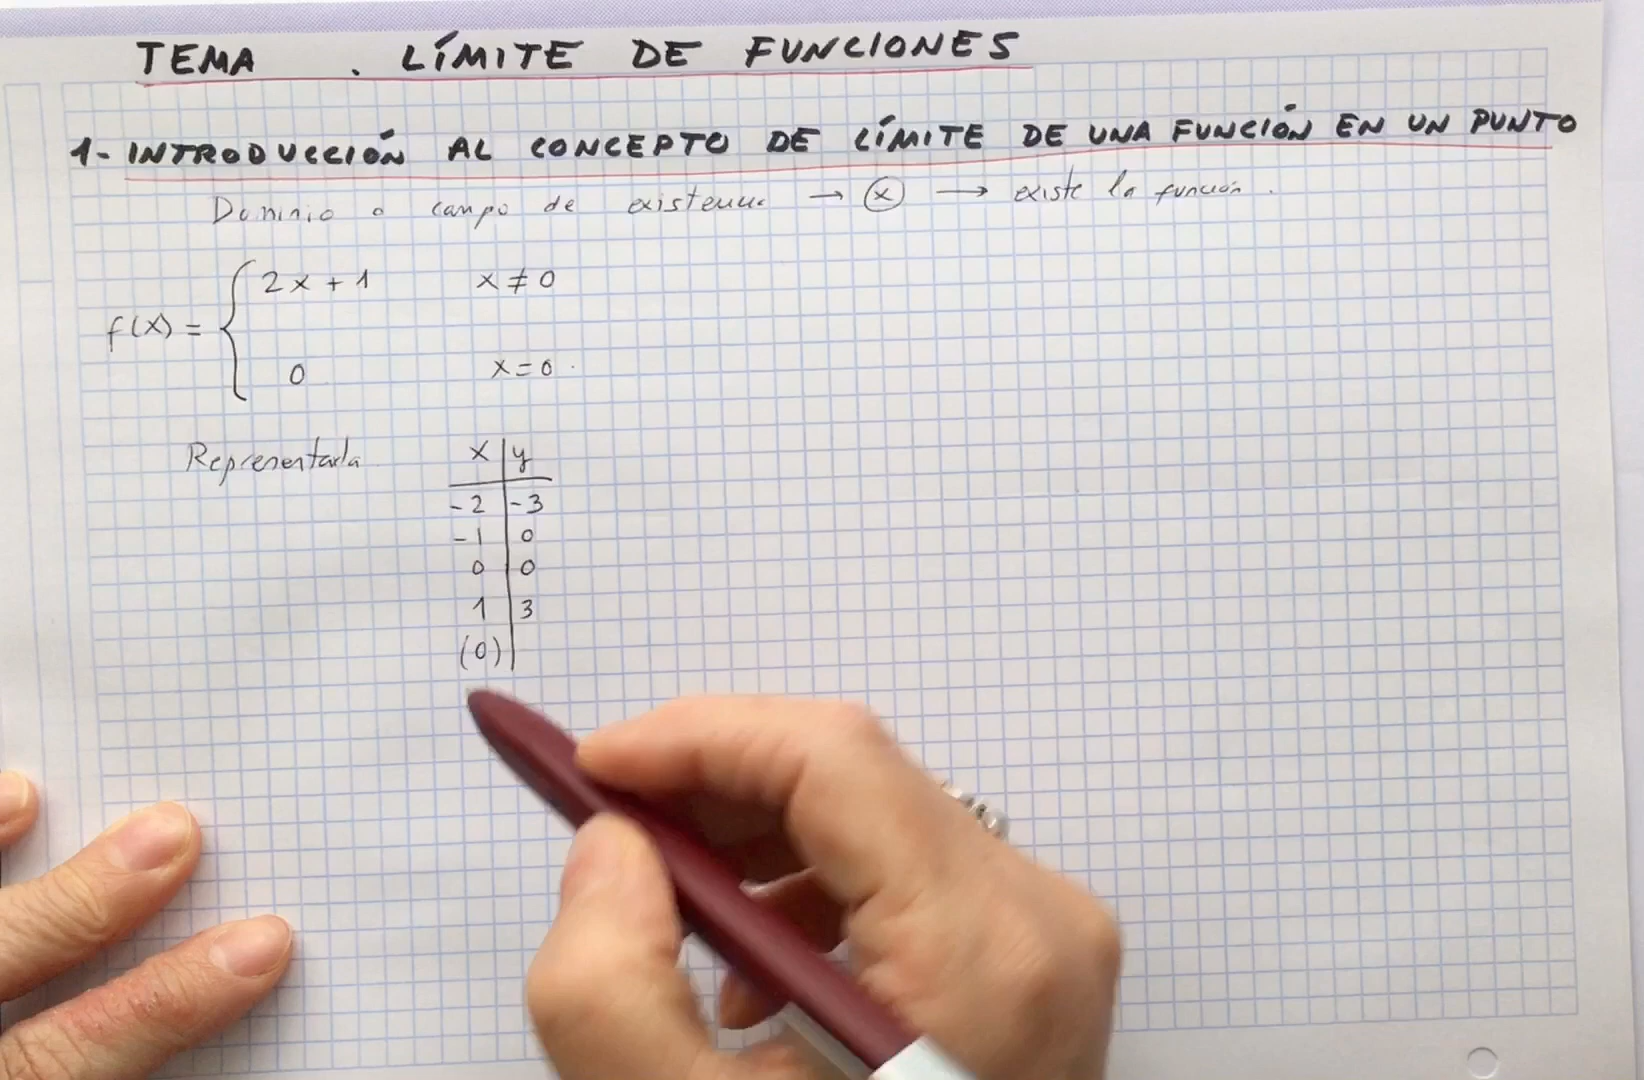 TEMA . LÍMITE DE FUNCIONES
1- INTRODUCCIÓN AL CONCEPTO DE LÍMITE DE UNA FUNCIÓN EN UN PUNTO
Dominio o campo de existencia → x → existe la función.
2x+1 x ≠ 0
f(x) =
0 x = 0
Representarla x y
-2 -3
-1 0
0 0
1 3
(0)